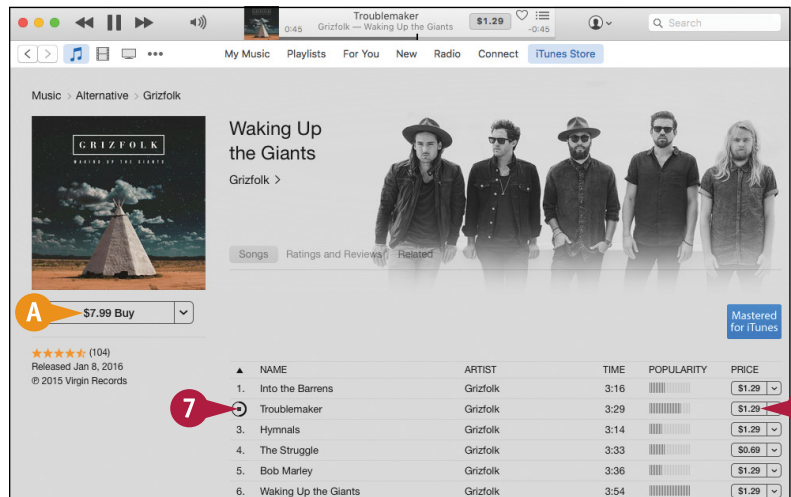 Troublemaker
0:45 Grizfolk — Waking Up the Giants $1.29 -0:45
Search
My Music Playlists For You New Radio Connect iTunes Store
Music > Alternative > Grizfolk
GRIZFOLK
WAKING UP THE GIANTS
Waking Up
the Giants
Grizfolk >
Songs Ratings and Reviews Related
A
$7.99 Buy
Mastered
for iTunes
(104)
Released Jan 8, 2016
℗ 2015 Virgin Records
NAME ARTIST TIME POPULARITY PRICE
1. Into the Barrens Grizfolk 3:16 $1.29
7 Troublemaker Grizfolk 3:29 $1.29
3. Hymnals Grizfolk 3:14 $1.29
4. The Struggle Grizfolk 3:33 $0.69
5. Bob Marley Grizfolk 3:36 $1.29
6. Waking Up the Giants Grizfolk 3:54 $1.29